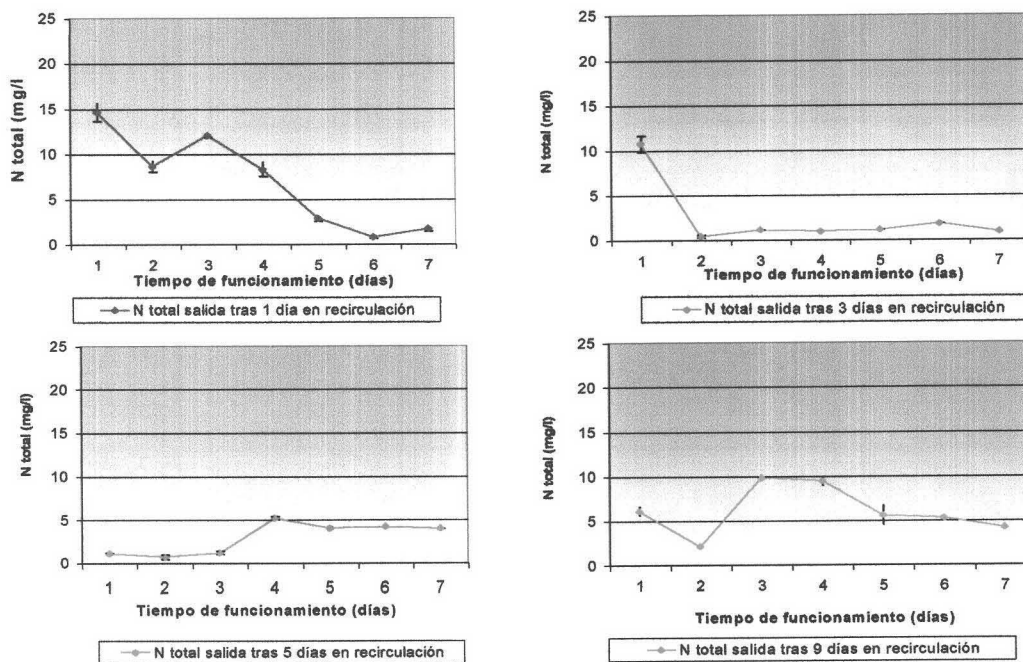 25
20
15
10
5
0
N total (mg/l)
1 2 3 4 5 6 7
Tiempo de funcionamiento (días)
N total salida tras 1 día en recirculación
25
20
15
10
5
0
N total (mg/l)
1 2 3 4 5 6 7
Tiempo de funcionamiento (días)
N total salida tras 3 días en recirculación
25
20
15
10
5
0
N total (mg/l)
1 2 3 4 5 6 7
Tiempo de funcionamiento (días)
N total salida tras 5 días en recirculación
25
20
15
10
5
0
N total (mg/l)
1 2 3 4 5 6 7
Tiempo de funcionamiento (días)
N total salida tras 9 días en recirculación